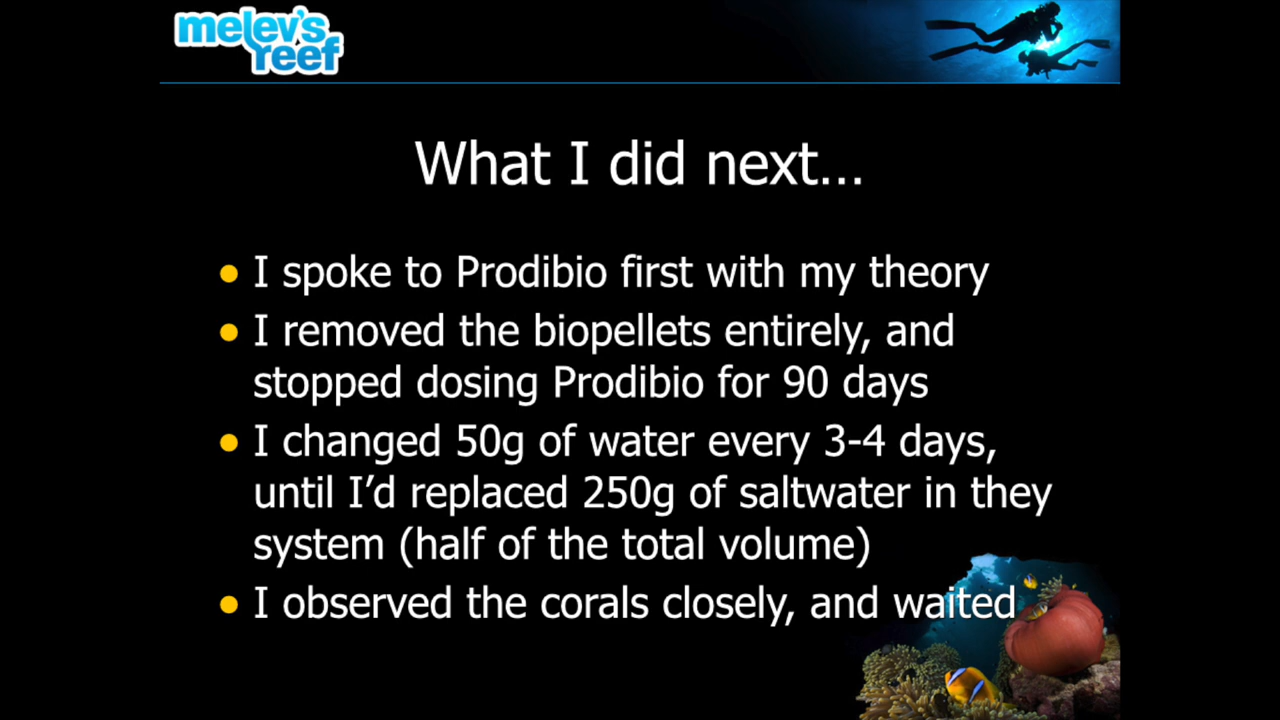 melev's
reef
What I did next...
• I spoke to Prodibio first with my theory
• I removed the biopellets entirely, and
stopped dosing Prodibio for 90 days
• I changed 50g of water every 3-4 days,
until I’d replaced 250g of saltwater in they
system (half of the total volume)
• I observed the corals closely, and waited